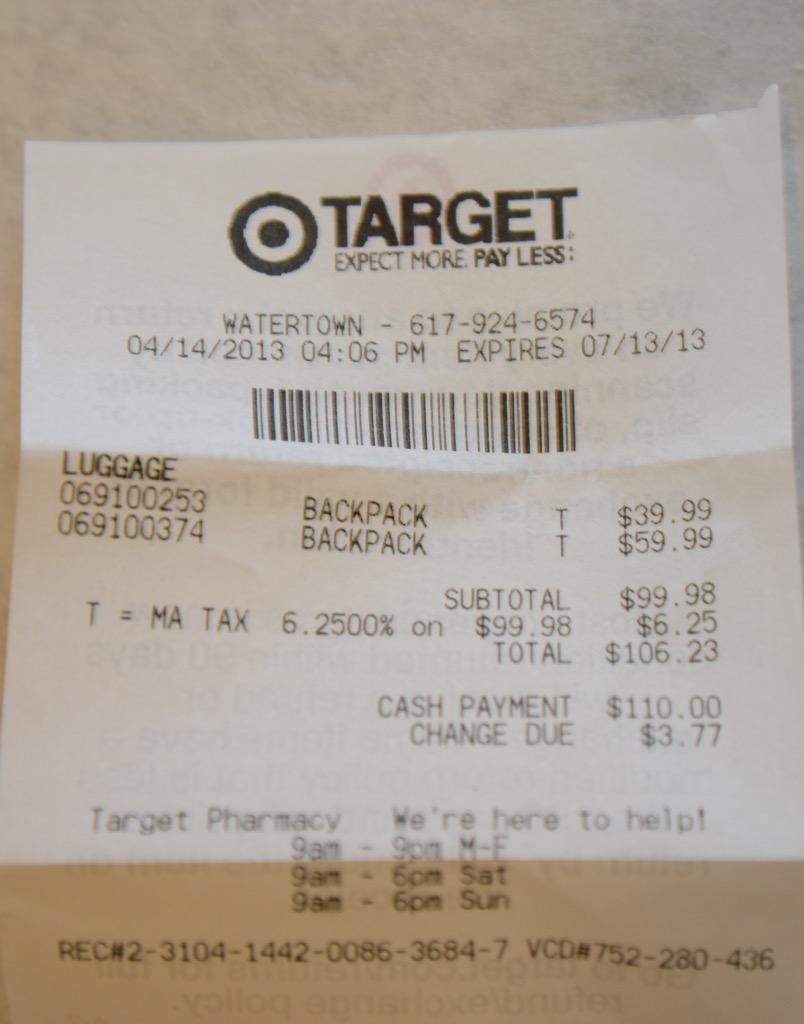 TARGET
EXPECT MORE. PAY LESS:
WATERTOWN - 617-924-6574
04/14/2013 04:06 PM EXPIRES 07/13/13
LUGGAGE
069100253 BACKPACK T $39.99
069100374 BACKPACK T $59.99
SUBTOTAL $99.98
T = MA TAX 6.2500% on $99.98 $6.25
TOTAL $106.23
CASH PAYMENT $110.00
CHANGE DUE $3.77
Target Pharmacy We're here to help!
9am - 9pm M-F
9am - 6pm Sat
9am - 6pm Sun
REC#2-3104-1442-0086-3684-7 VCD#752-280-436